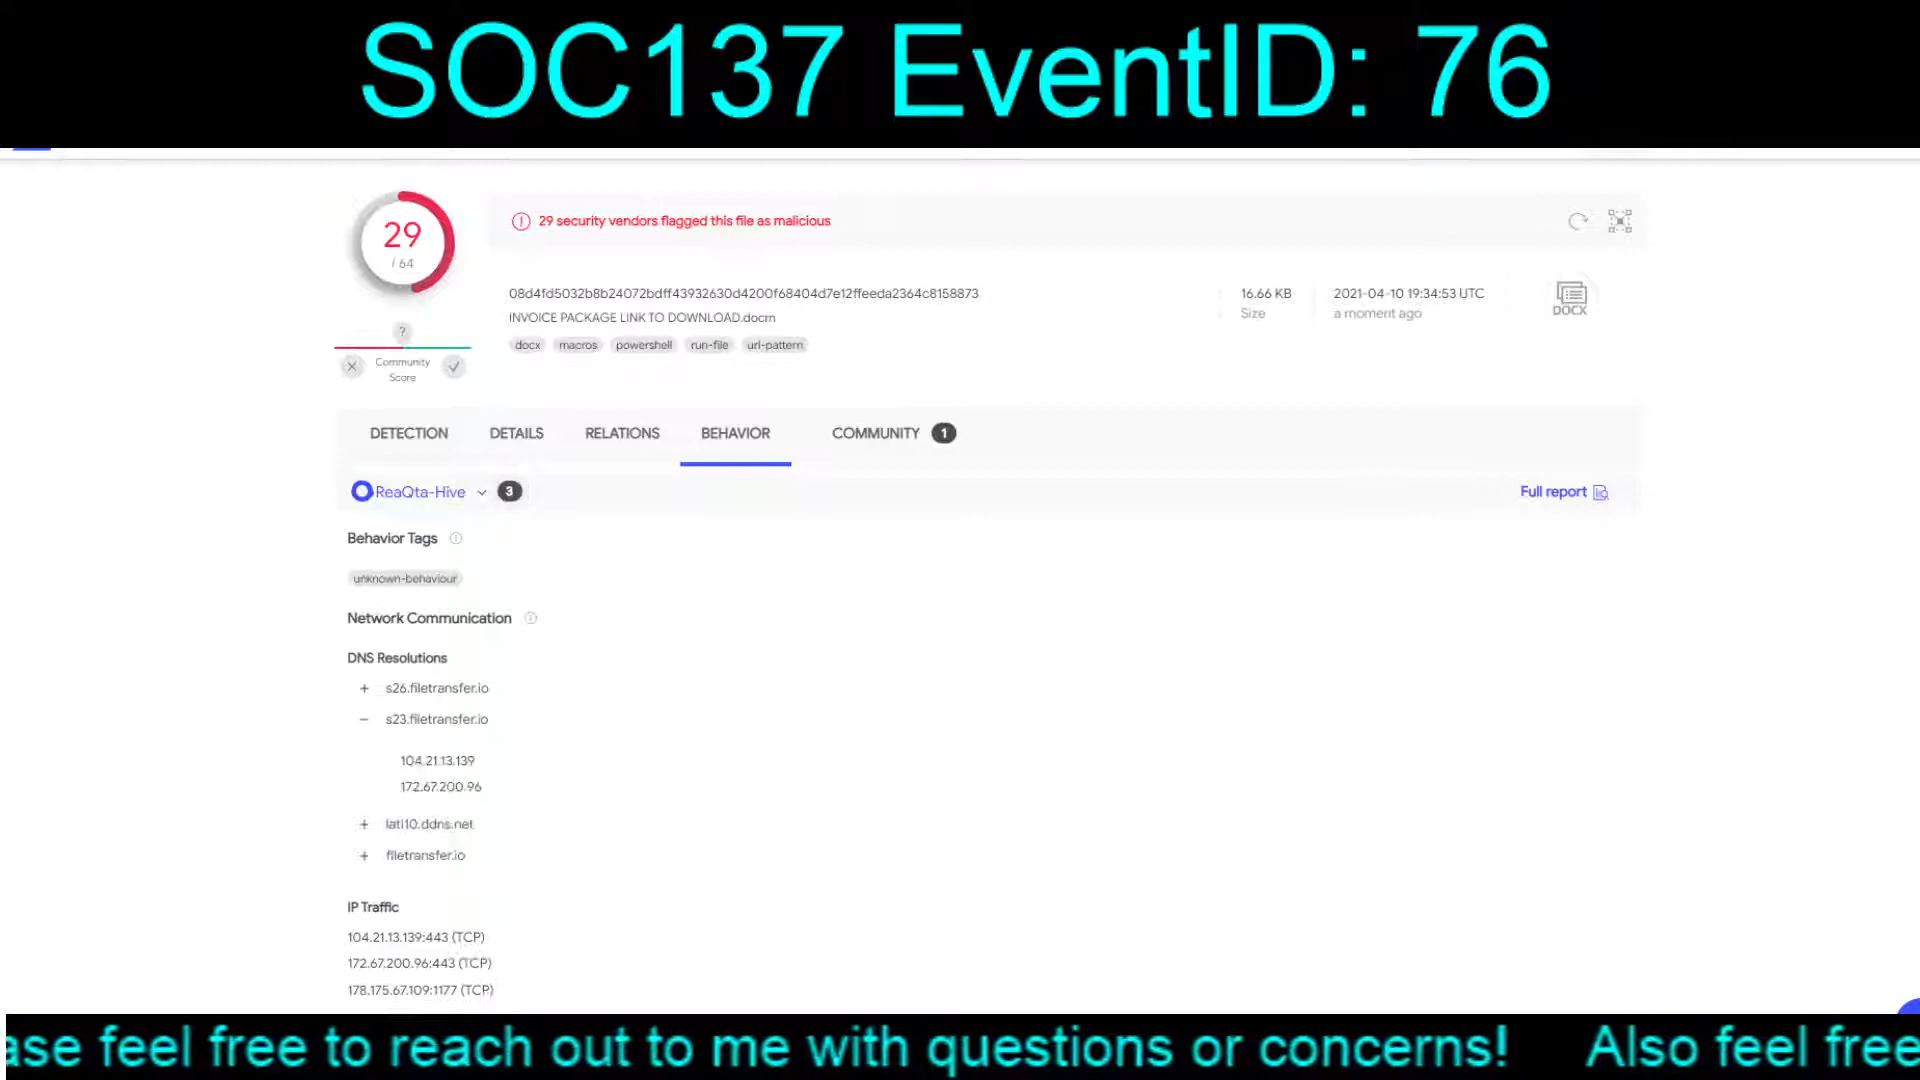 SOC137 EventID: 76
29
/ 64
29 security vendors flagged this file as malicious
08d4fd5032b8b24072bdff43932630d4200f68404d7e12ffeeda2364c8158873
INVOICE PACKAGE LINK TO DOWNLOAD.docm
docx macros powershell run-file url-pattern
16.66 KB
Size
2021-04-10 19:34:53 UTC
a moment ago
DOCX
?
Community
Score
DETECTION DETAILS RELATIONS BEHAVIOR COMMUNITY 1
ReaQta-Hive 3 Full report
Behavior Tags
unknown-behaviour
Network Communication
DNS Resolutions
+ s26.filetransfer.io
− s23.filetransfer.io
104.21.13.139
172.67.200.96
+ lati10.ddns.net
+ filetransfer.io
IP Traffic
104.21.13.139:443 (TCP)
172.67.200.96:443 (TCP)
178.175.67.109:1177 (TCP)
ase feel free to reach out to me with questions or concerns! Also feel free